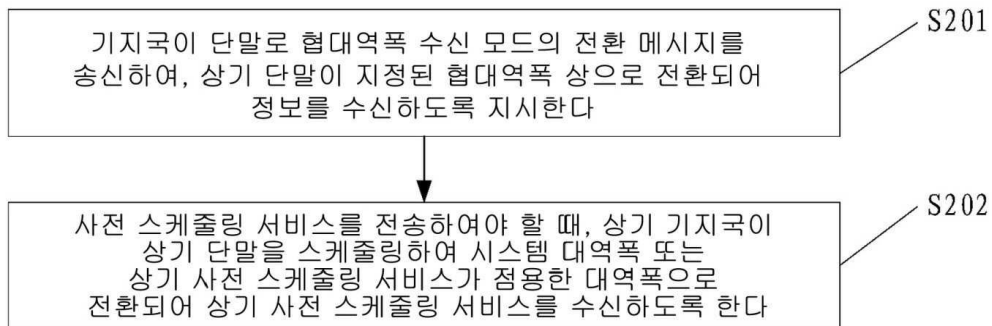 기지국이 단말로 협대역폭 수신 모드의 전환 메시지를
송신하여, 상기 단말이 지정된 협대역폭 상으로 전환되어
정보를 수신하도록 지시한다
S201
사전 스케줄링 서비스를 전송하여야 할 때, 상기 기지국이
상기 단말을 스케줄링하여 시스템 대역폭 또는
상기 사전 스케줄링 서비스가 점용한 대역폭으로
전환되어 상기 사전 스케줄링 서비스를 수신하도록 한다
S202